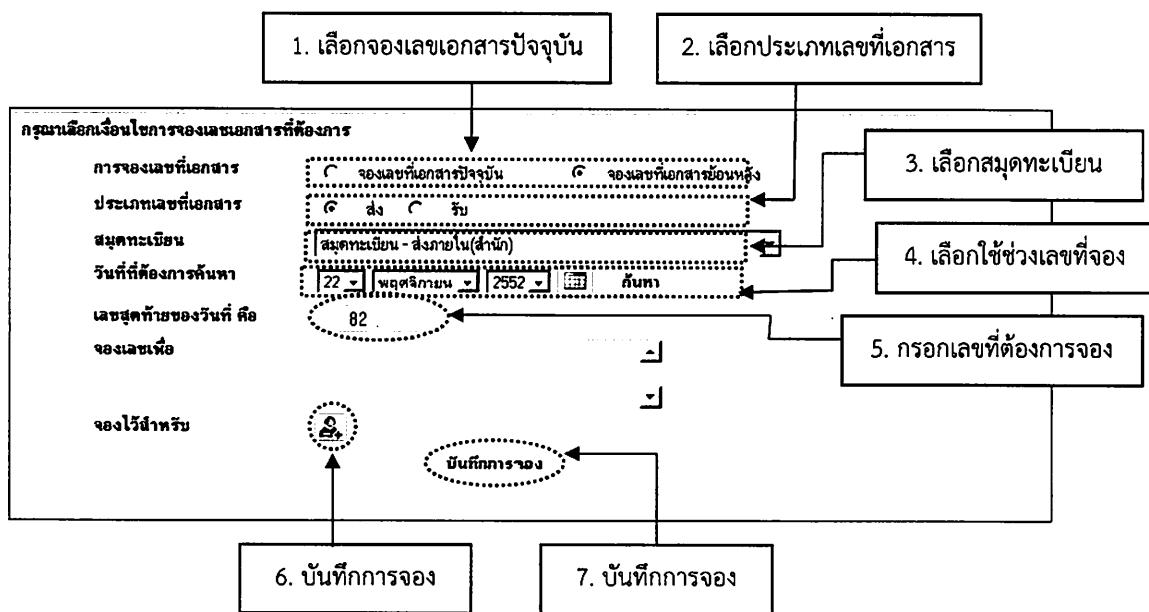 1. เลือกจองเลขเอกสารปัจจุบัน
2. เลือกประเภทเลขที่เอกสาร
กรุณาเลือกเงื่อนไขการจองเลขเอกสารที่ต้องการ
การจองเลขที่เอกสาร จองเลขที่เอกสารปัจจุบัน จองเลขที่เอกสารย้อนหลัง
3. เลือกสมุดทะเบียน
ประเภทเลขที่เอกสาร ส่ง รับ
สมุดทะเบียน สมุดทะเบียน - ส่งภายใน(สำนัก)
4. เลือกใช้ช่วงเลขที่จอง
วันที่ที่ต้องการค้นหา 22 พฤศจิกายน 2552 ค้นหา
เลขสุดท้ายของวันที่ คือ 82
5. กรอกเลขที่ต้องการจอง
จองเลขเพื่อ
จองไว้สำหรับ
บันทึกการจอง
6. บันทึกการจอง
7. บันทึกการจอง